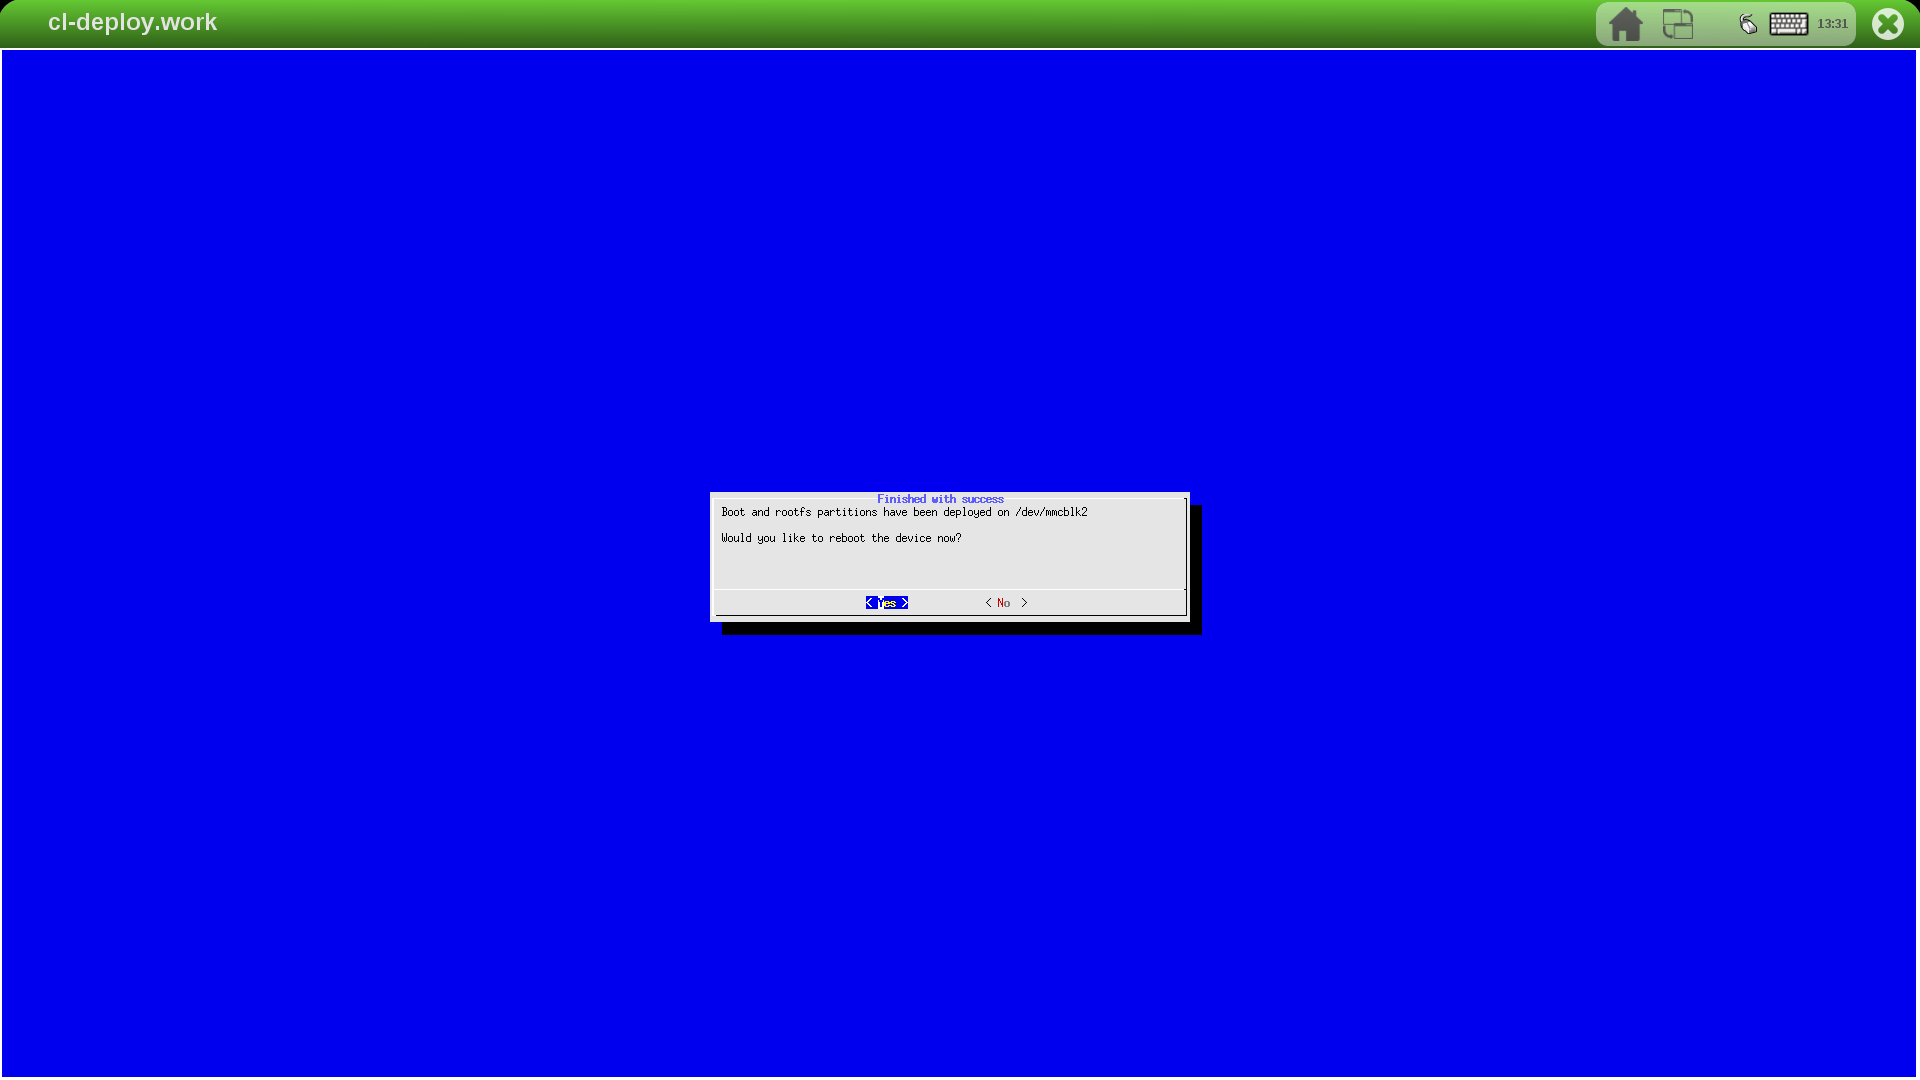 cl-deploy.work
13:31
Finished with success
Boot and rootfs partitions have been deployed on /dev/mmcblk2
Would you like to reboot the device now?
< Yes > < No >